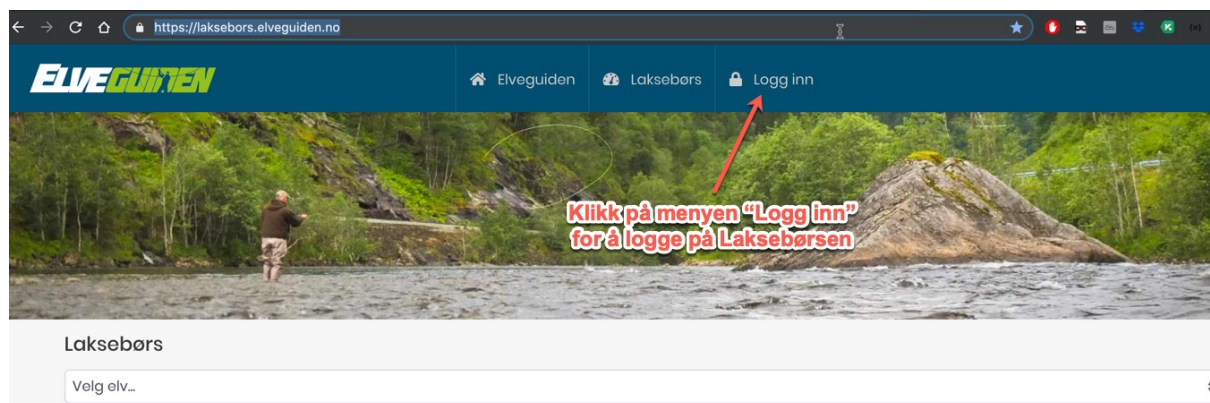 https://laksebors.elveguiden.no
ELVEGUIDEN
Elveguiden
Laksebørs
Logg inn
Klikk på menyen “Logg inn”
for å logge på Laksebørsen
Laksebørs
Velg elv...